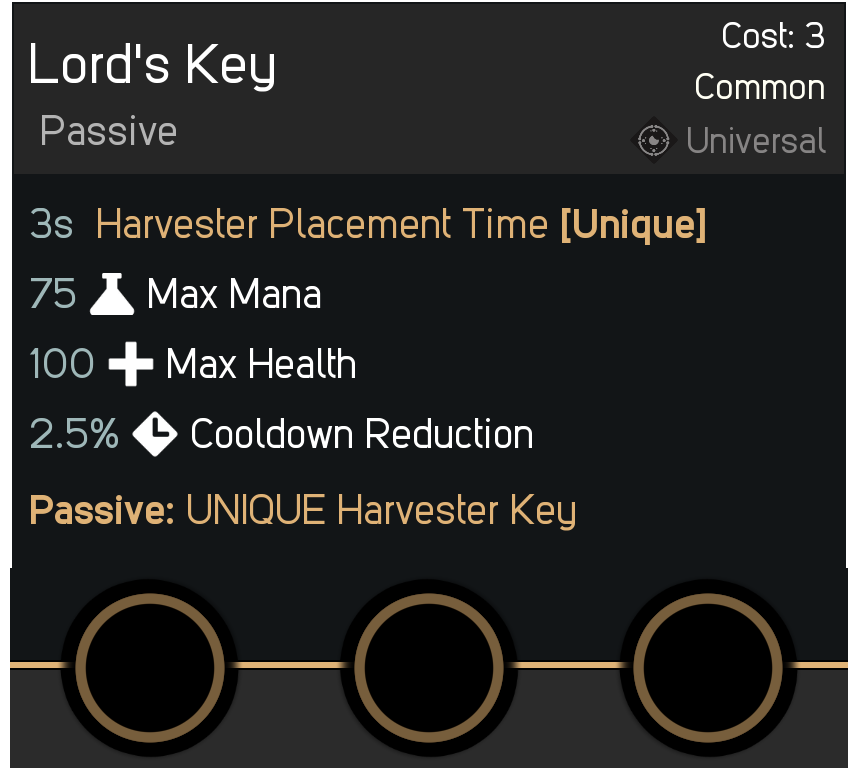 Lord's Key
Cost: 3
Common
Passive
Universal
3s Harvester Placement Time [Unique]
75 Max Mana
100 Max Health
2.5% Cooldown Reduction
Passive: UNIQUE Harvester Key